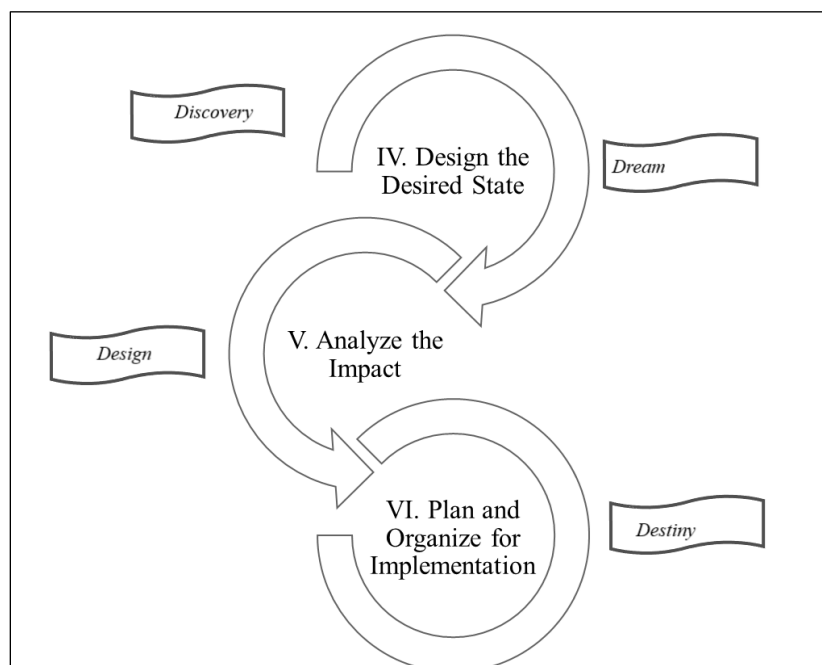 Discovery
IV. Design the
Desired State
Dream
V. Analyze the
Impact
Design
VI. Plan and
Organize for
Implementation
Destiny